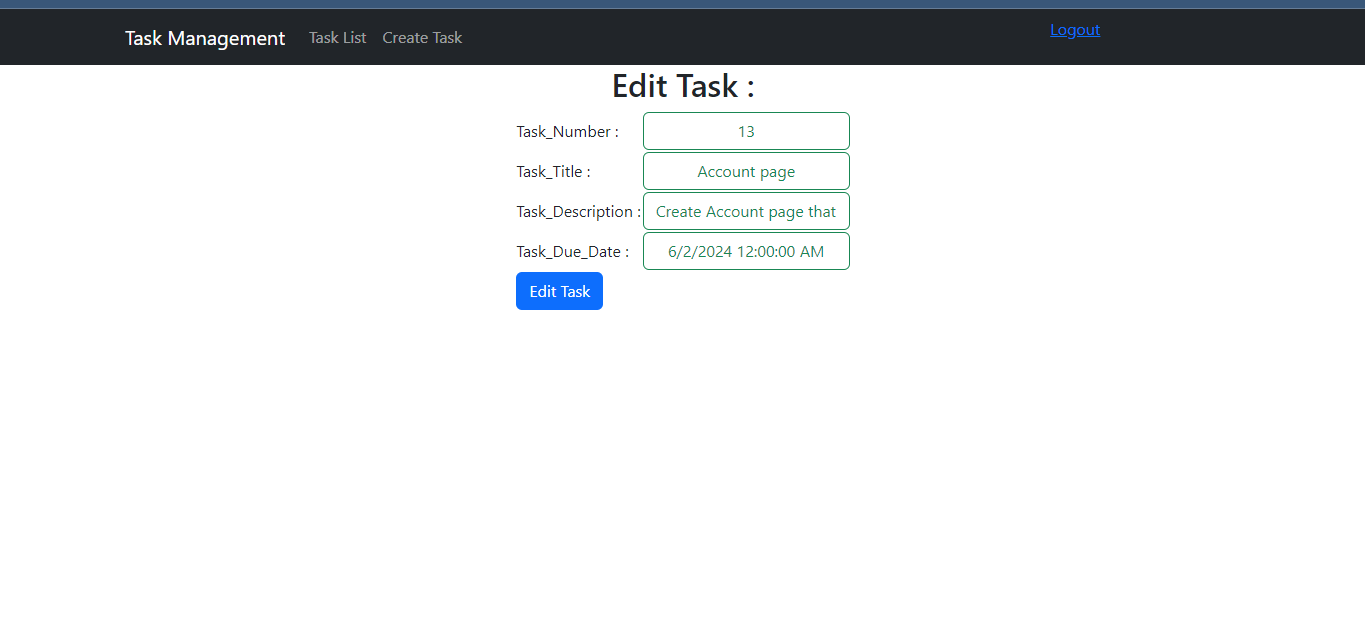 Task Management Task List Create Task Logout
Edit Task :
Task_Number : 13
Task_Title : Account page
Task_Description : Create Account page that
Task_Due_Date : 6/2/2024 12:00:00 AM
Edit Task